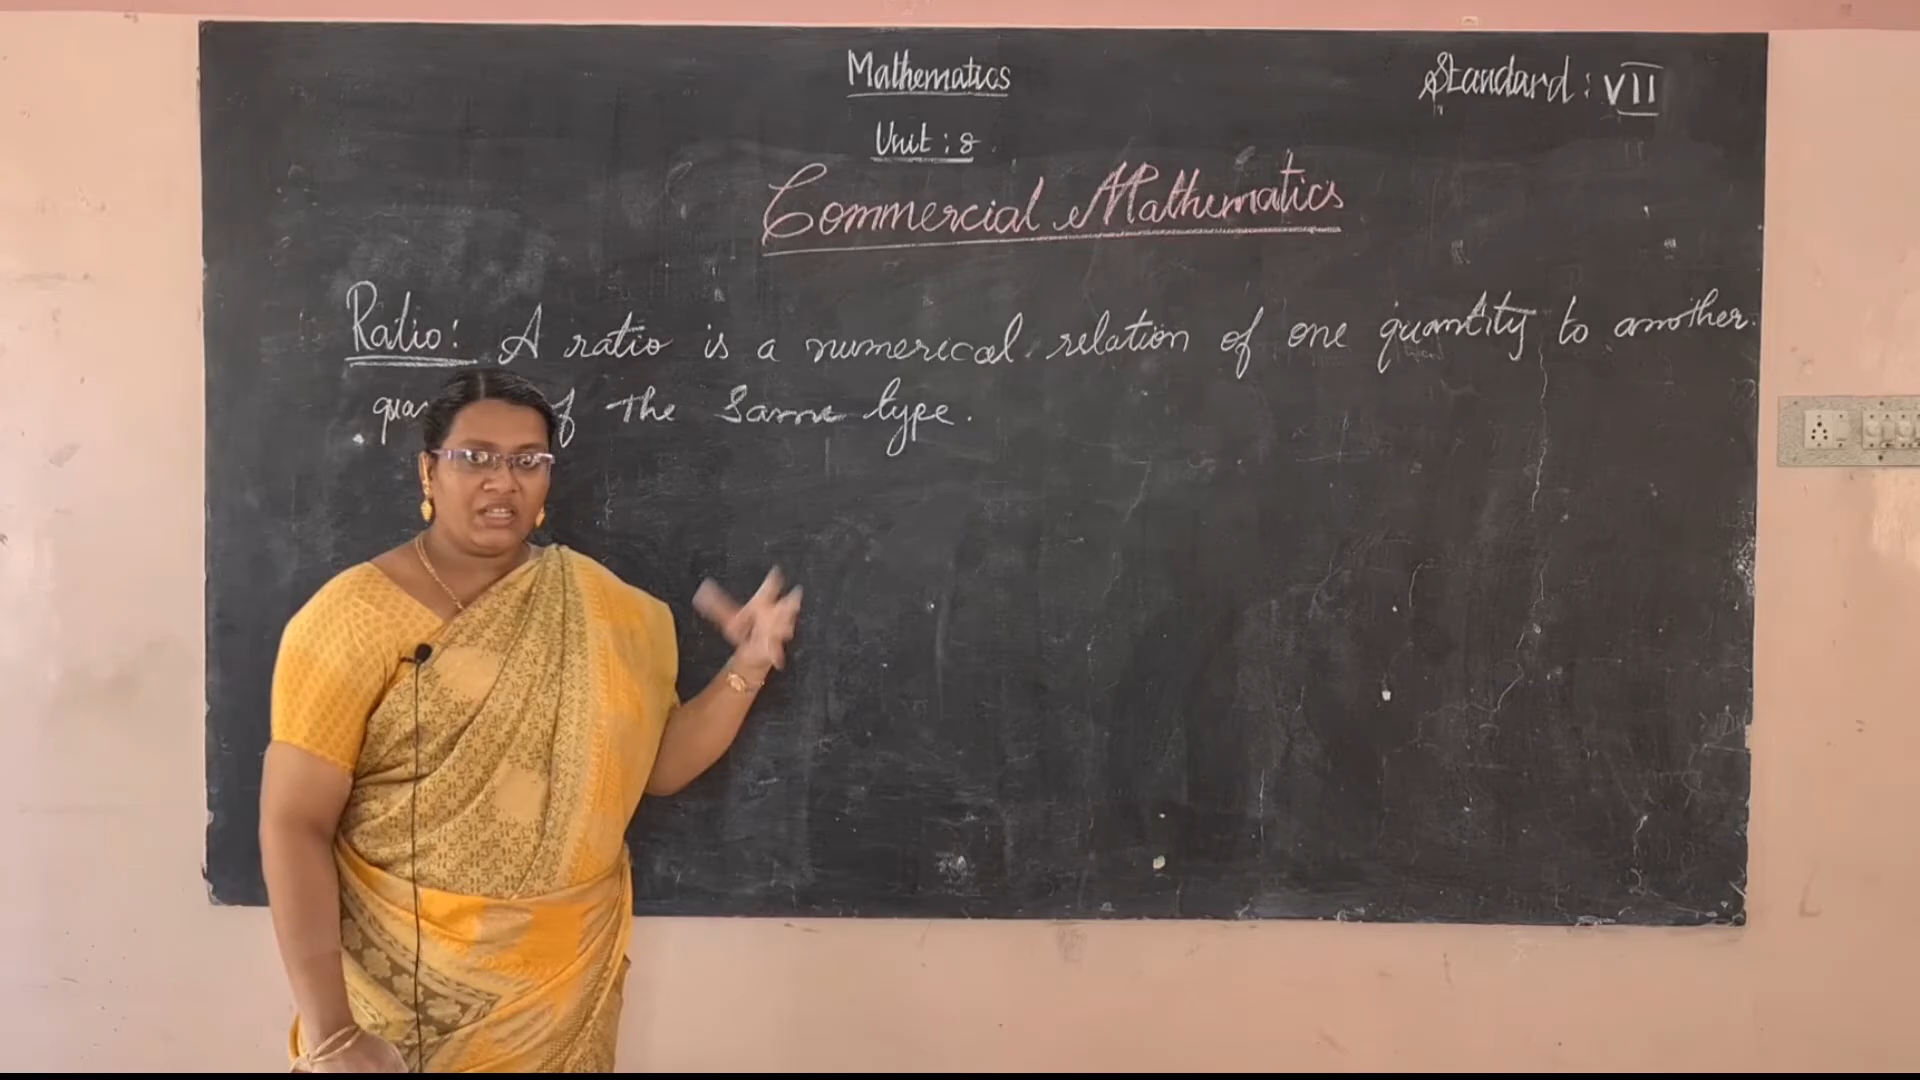 Mathematics
Standard: VII
Unit: 8
Commercial Mathematics
Ratio: A ratio is a numerical relation of one quantity to another
of The Same type.